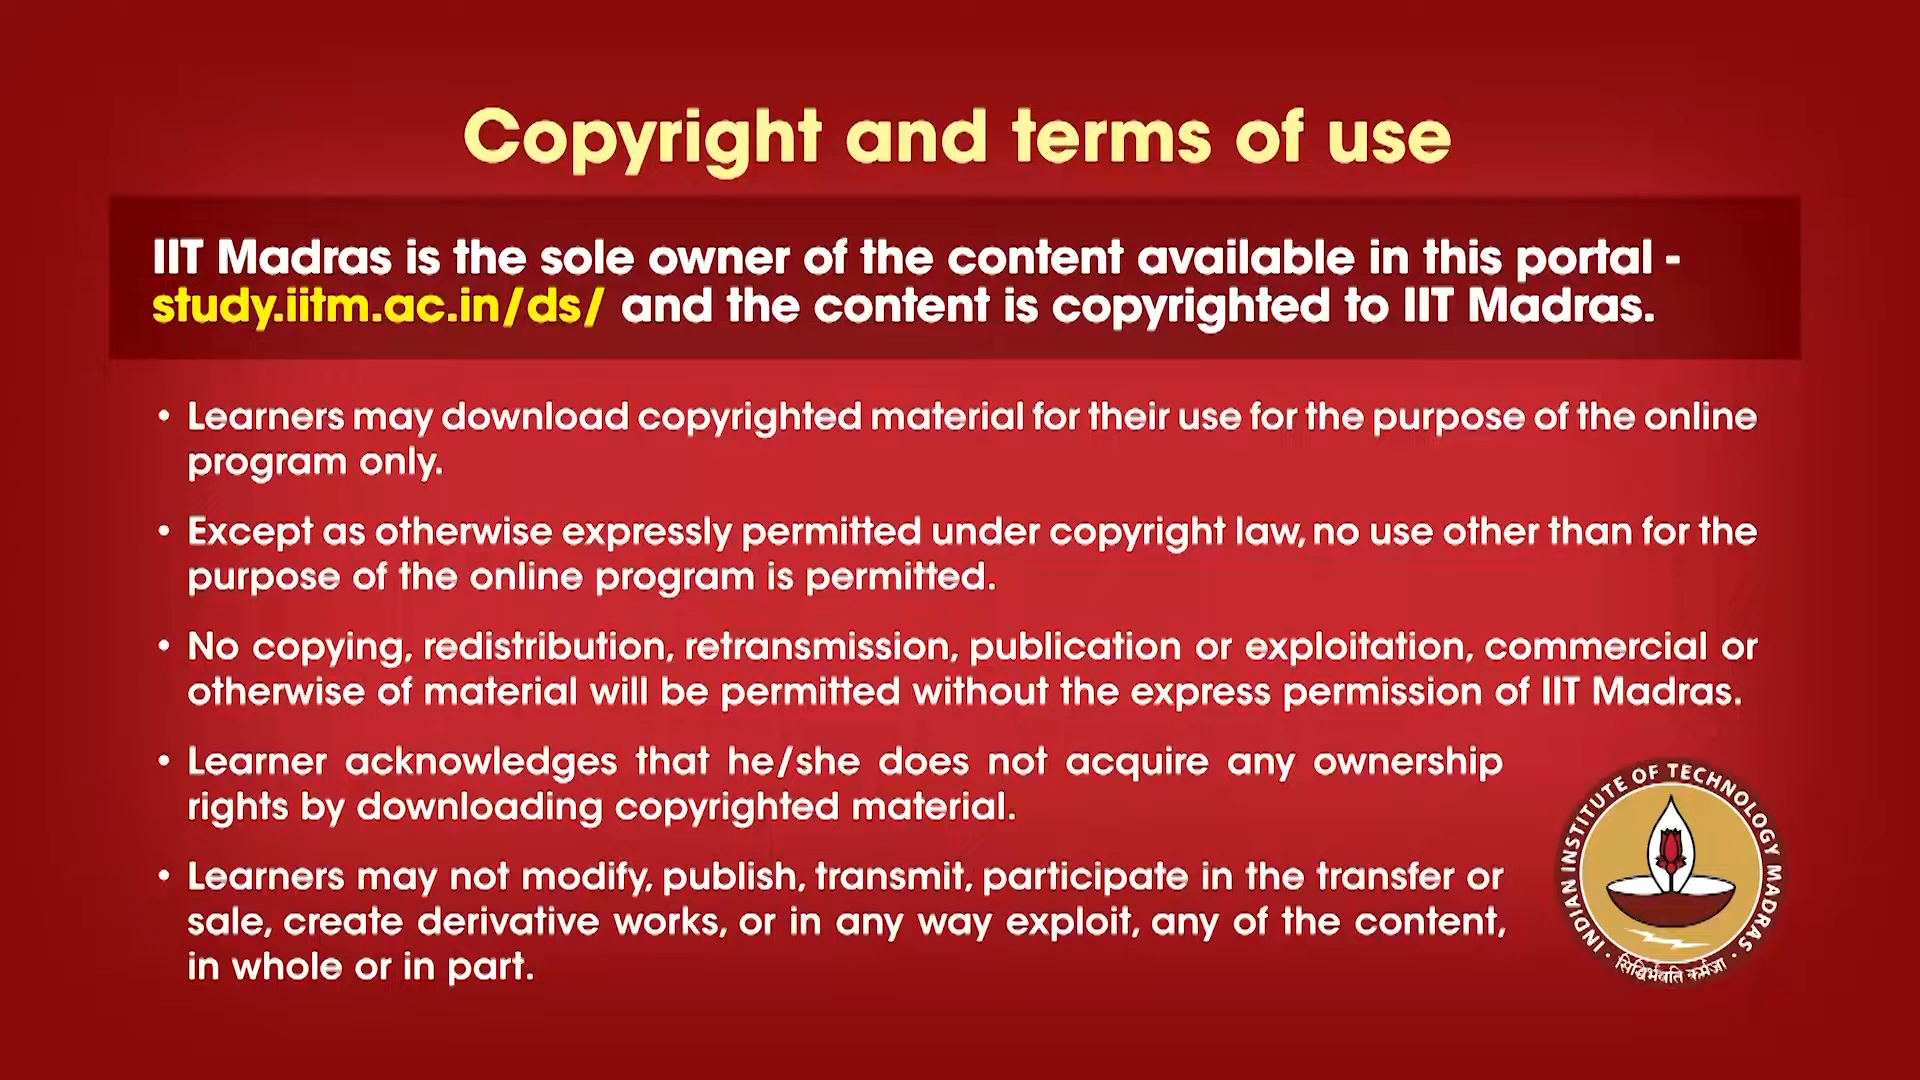 Copyright and terms of use
IIT Madras is the sole owner of the content available in this portal -
study.iitm.ac.in/ds/ and the content is copyrighted to IIT Madras.
• Learners may download copyrighted material for their use for the purpose of the online
program only.
• Except as otherwise expressly permitted under copyright law, no use other than for the
purpose of the online program is permitted.
• No copying, redistribution, retransmission, publication or exploitation, commercial or
otherwise of material will be permitted without the express permission of IIT Madras.
• Learner acknowledges that he/she does not acquire any ownership
rights by downloading copyrighted material.
• Learners may not modify, publish, transmit, participate in the transfer or
sale, create derivative works, or in any way exploit, any of the content,
in whole or in part.
INDIAN INSTITUTE OF TECHNOLOGY MADRAS
सिद्धिर्भवति कर्मजा